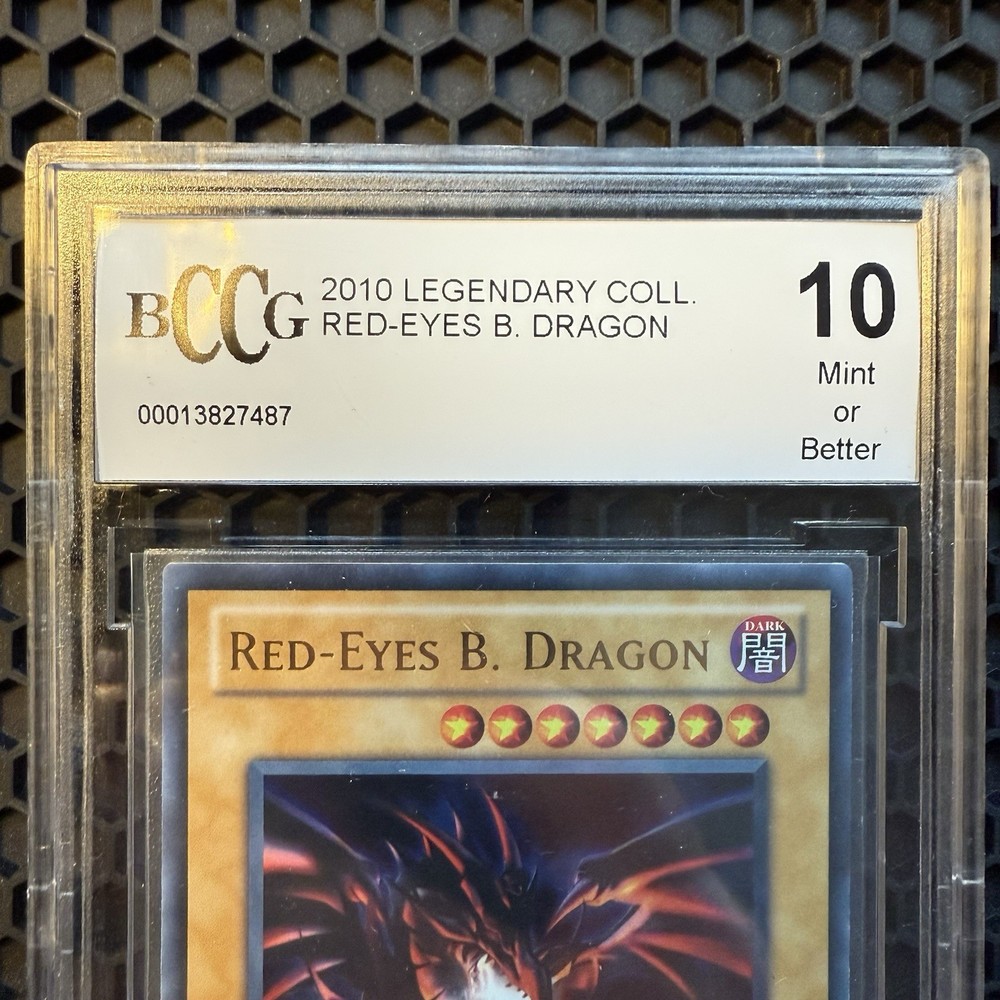 BCCG
2010 LEGENDARY COLL.
RED-EYES B. DRAGON
10
Mint
or
Better
00013827487
RED-EYES B. DRAGON
DARK
闇